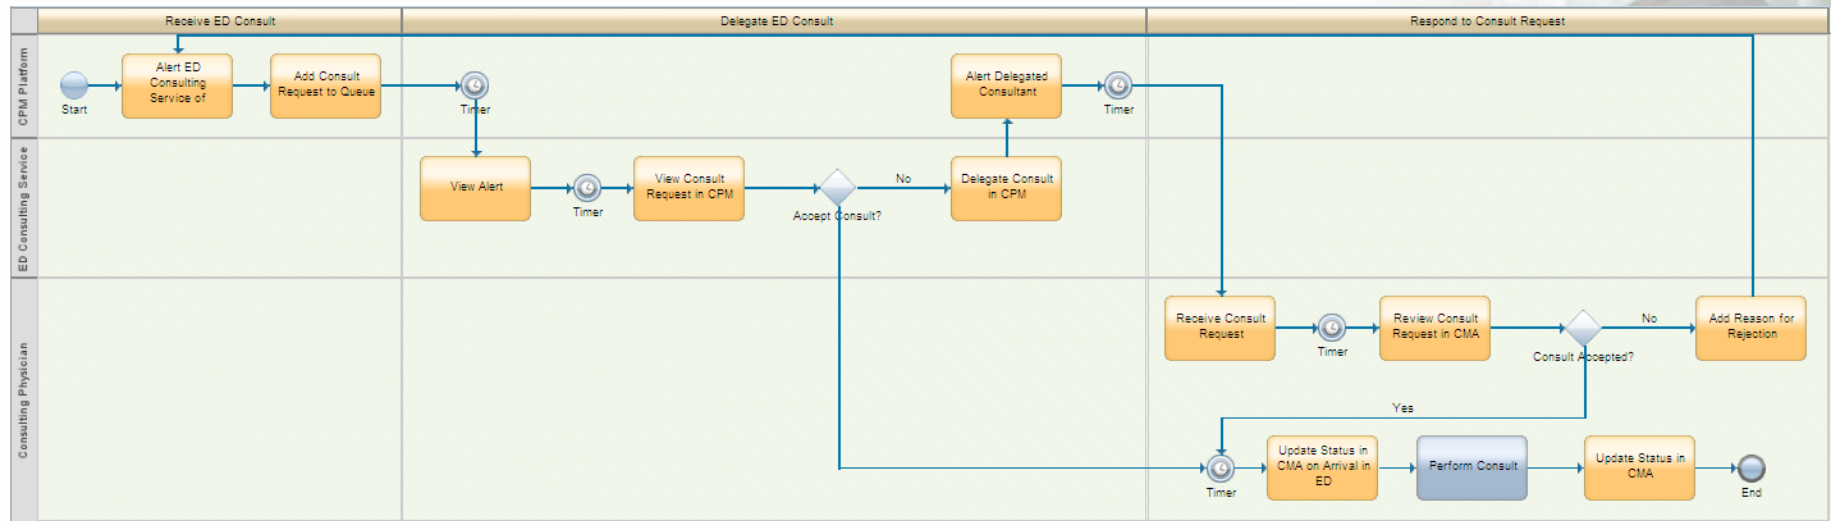 Receive ED Consult
Delegate ED Consult
Respond to Consult Request
CPM Platform
Start
Alert ED
Consulting
Service of
Add Consult
Request to Queue
Timer
Alert Delegated
Consultant
Timer
ED Consulting Service
View Alert
Timer
View Consult
Request in CPM
Accept Consult?
No
Delegate Consult
in CPM
Consulting Physician
Receive Consult
Request
Timer
Review Consult
Request in CMA
Consult Accepted?
No
Add Reason for
Rejection
Yes
Timer
Update Status in
CMA on Arrival in
ED
Perform Consult
Update Status in
CMA
End